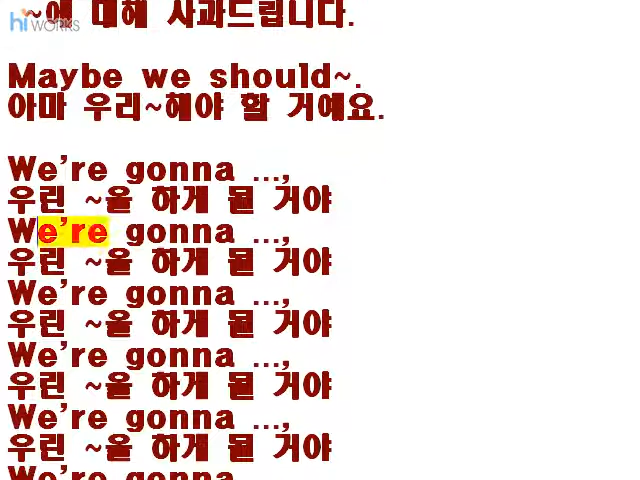 ~에 대해 사과드립니다.
hiworks
Maybe we should~.
아마 우리~해야 할 거예요.
We're gonna ...,
우린 ~을 하게 될 거야
We're gonna ...,
우린 ~을 하게 될 거야
We're gonna ...,
우린 ~을 하게 될 거야
We're gonna ...,
우린 ~을 하게 될 거야
We're gonna ...,
우린 ~을 하게 될 거야
We're gonna